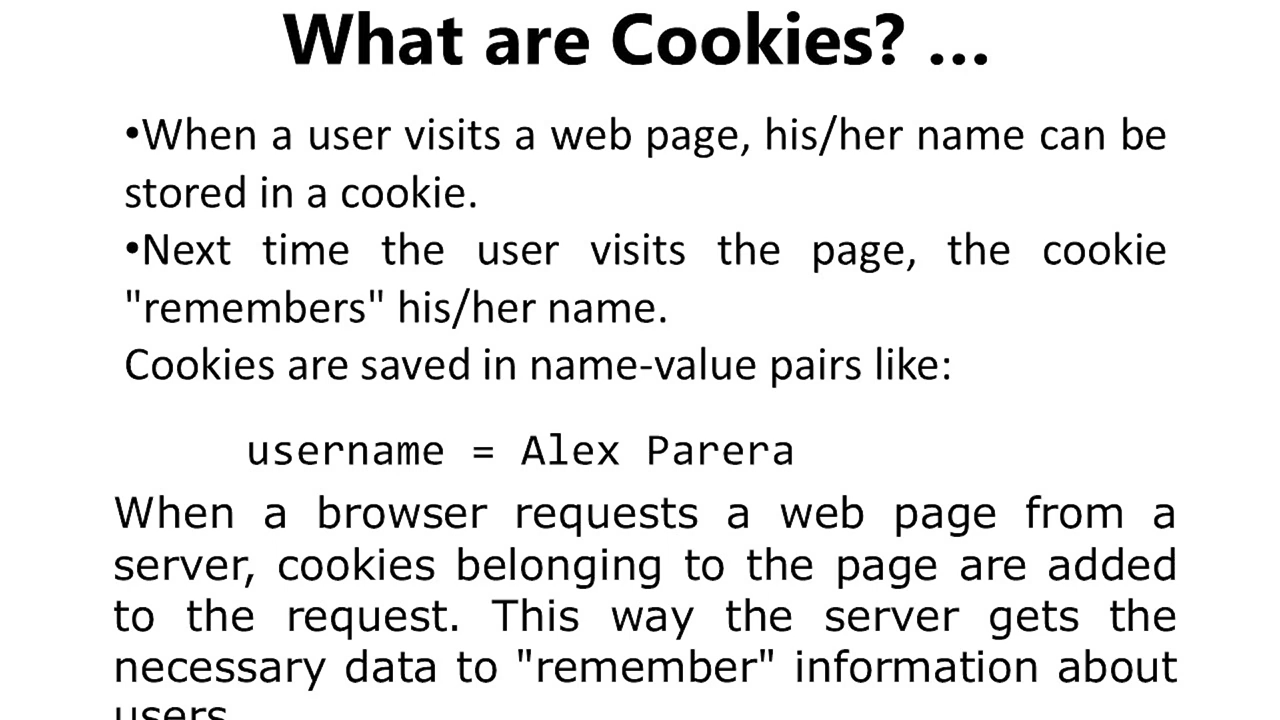 What are Cookies? ...
•When a user visits a web page, his/her name can be
stored in a cookie.
•Next time the user visits the page, the cookie
"remembers" his/her name.
Cookies are saved in name-value pairs like:
username = Alex Parera
When a browser requests a web page from a
server, cookies belonging to the page are added
to the request. This way the server gets the
necessary data to "remember" information about
users.